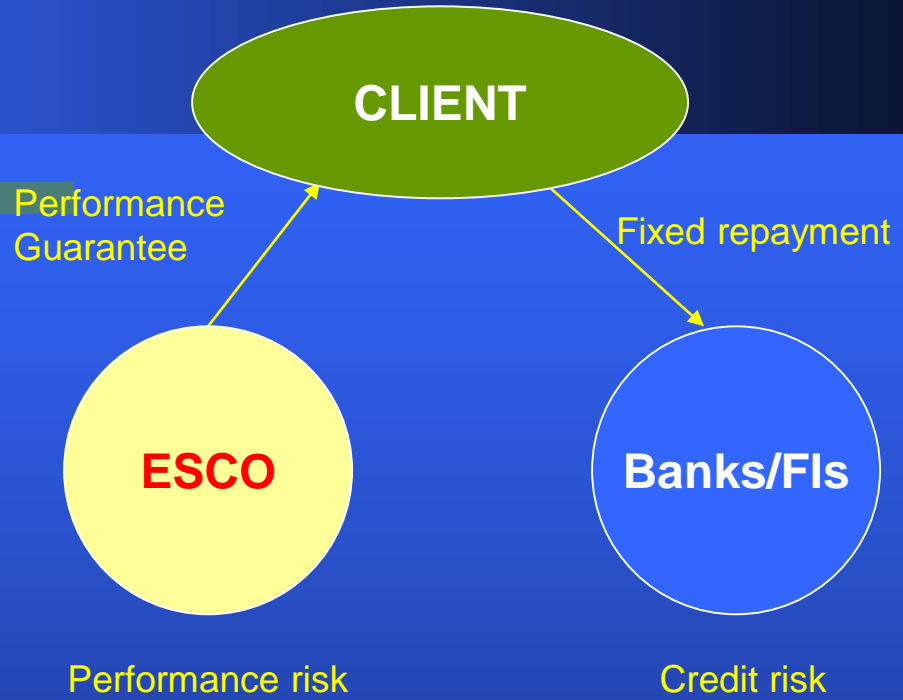 CLIENT
Performance
Guarantee
Fixed repayment
ESCO
Banks/FIs
Performance risk
Credit risk